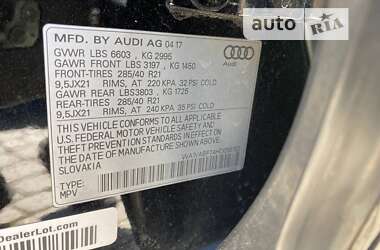 auto RIA
MFD. BY AUDI AG 04 17
GVWR LBS 6603 , KG 2995
GAWR FRONT LBS 3197 , KG 1450
FRONT-TIRES 285/40 R21
9,5JX21 RIMS, AT 220 KPA 32 PSI COLD
GAWR REAR LBS3803 , KG 1725
REAR-TIRES 285/40 R21
9,5JX21 RIMS, AT 240 KPA 35 PSI COLD
THIS VEHICLE CONFORMS TO ALL APPLICABLE
U.S. FEDERAL MOTOR VEHICLE SAFETY AND
THEFT PREVENTION STANDARDS IN EFFECT ON
THE DATE OF MANUFACTURE SHOWN ABOVE.
SLOVAKIA
TYPE:
MPV
Audi
DealerLot.com